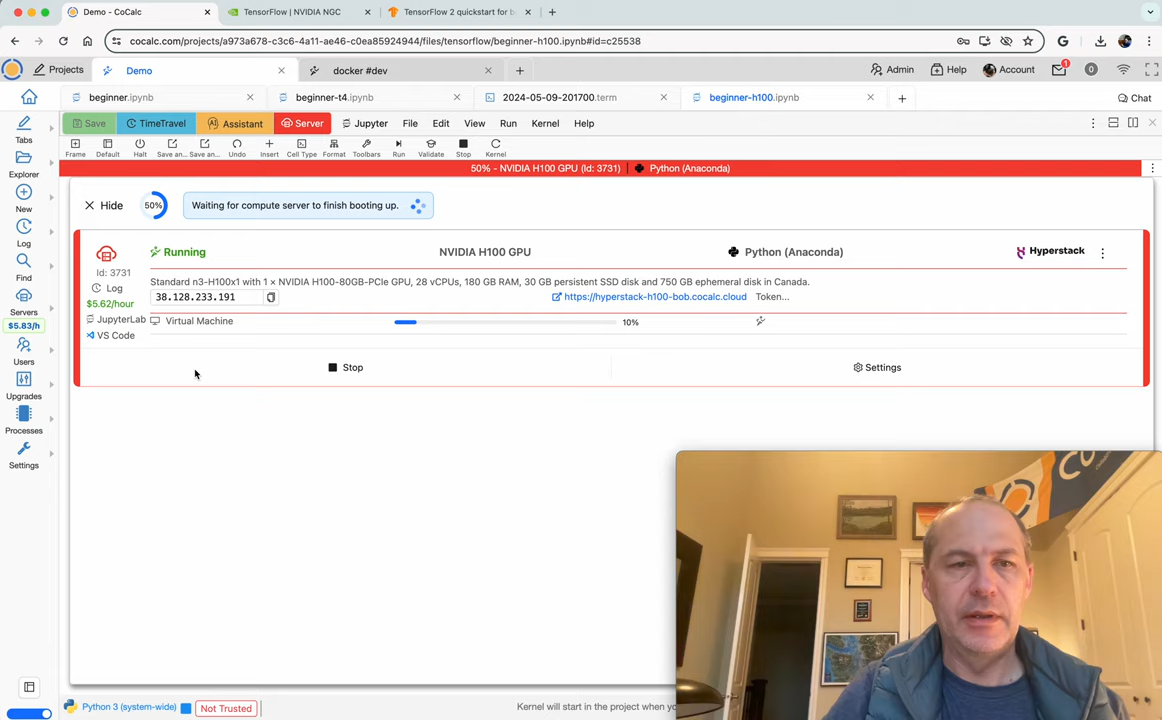 Demo - CoCalc
TensorFlow | NVIDIA NGC
TensorFlow 2 quickstart for b
cocalc.com/projects/a973a678-c3c6-4a11-ae46-c0ea85924944/files/tensorflow/beginner-h100.ipynb#id=c25538
Projects
Demo
docker #dev
Admin
Help
Account
1
0
beginner.ipynb
beginner-t4.ipynb
2024-05-09-201700.term
beginner-h100.ipynb
Chat
Save
TimeTravel
Assistant
Server
Jupyter
File
Edit
View
Run
Kernel
Help
Frame
Default
Halt
Save an...
Save an...
Undo
Insert
Cell Type
Format
Toolbars
Run
Validate
Stop
Kernel
50% - NVIDIA H100 GPU (Id: 3731)
Python (Anaconda)
Tabs
Explorer
New
Log
Find
Servers
$5.83/h
Users
Upgrades
Processes
Settings
Hide
50%
Waiting for compute server to finish booting up.
Running
NVIDIA H100 GPU
Python (Anaconda)
Hyperstack
Id: 3731
Log
$5.62/hour
JupyterLab
VS Code
Standard n3-H100x1 with 1 × NVIDIA H100-80GB-PCIe GPU, 28 vCPUs, 180 GB RAM, 30 GB persistent SSD disk and 750 GB ephemeral disk in Canada.
38.128.233.191
https://hyperstack-h100-bob.cocalc.cloud
Token...
Virtual Machine
10%
Stop
Settings
Python 3 (system-wide)
Not Trusted
Kernel will start in the project when